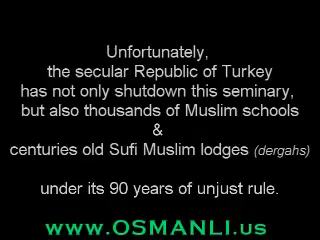 Unfortunately,
the secular Republic of Turkey
has not only shutdown this seminary,
but also thousands of Muslim schools
&
centuries old Sufi Muslim lodges (dergahs)
under its 90 years of unjust rule.
www.OSMANLI.us